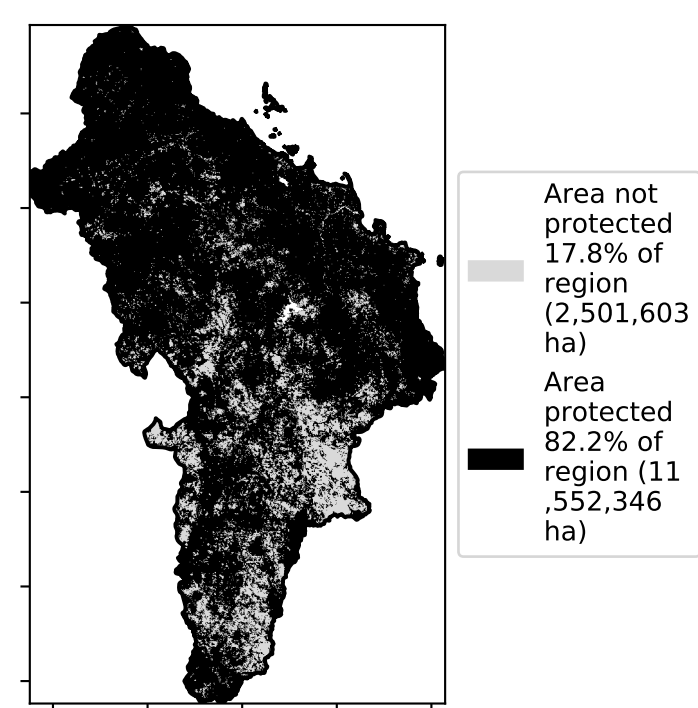 Area not
protected
17.8% of
region
(2,501,603
ha)
Area
protected
82.2% of
region (11
,552,346
ha)